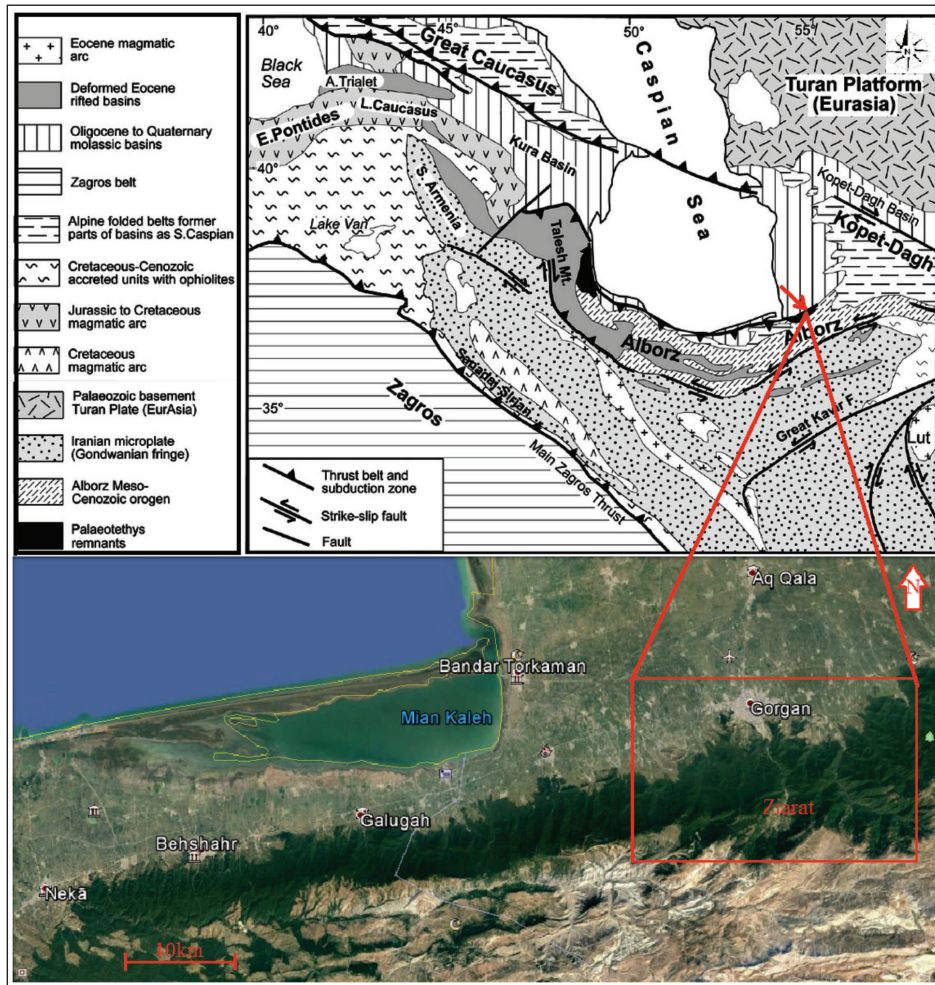 Eocene magmatic
arc
Deformed Eocene
rifted basins
Oligocene to Quaternary
molassic basins
Zagros belt
Alpine folded belts former
parts of basins as S.Caspian
Cretaceous-Cenozoic
accreted units with ophiolites
Jurassic to Cretaceous
magmatic arc
Cretaceous
magmatic arc
Palaeozoic basement
Turan Plate (EurAsia)
Iranian microplate
(Gondwanian fringe)
Alborz Meso-
Cenozoic orogen
Palaeotethys
remnants
40°
45°
50°
55°
N
Black
Sea
Great Caucasus
Caspian
Sea
Turan Platform
(Eurasia)
A.Trialet
L.Caucasus
E.Pontides
Kura Basin
40°
S. Armenia
Kopet-Dagh Basin
Kopet-Dagh
Lake Van
Talesh Mt.
Alborz
Alborz
Zagros
Sanandaj-Sirjan
35°
Great Kavir F.
Lut
Main Zagros Thrust
Thrust belt and
subduction zone
Strike-slip fault
Fault
Aq Qala
N
Bandar Torkaman
Mian Kaleh
Gorgan
Ziarat
Galugah
Behshahr
Nekā
10km